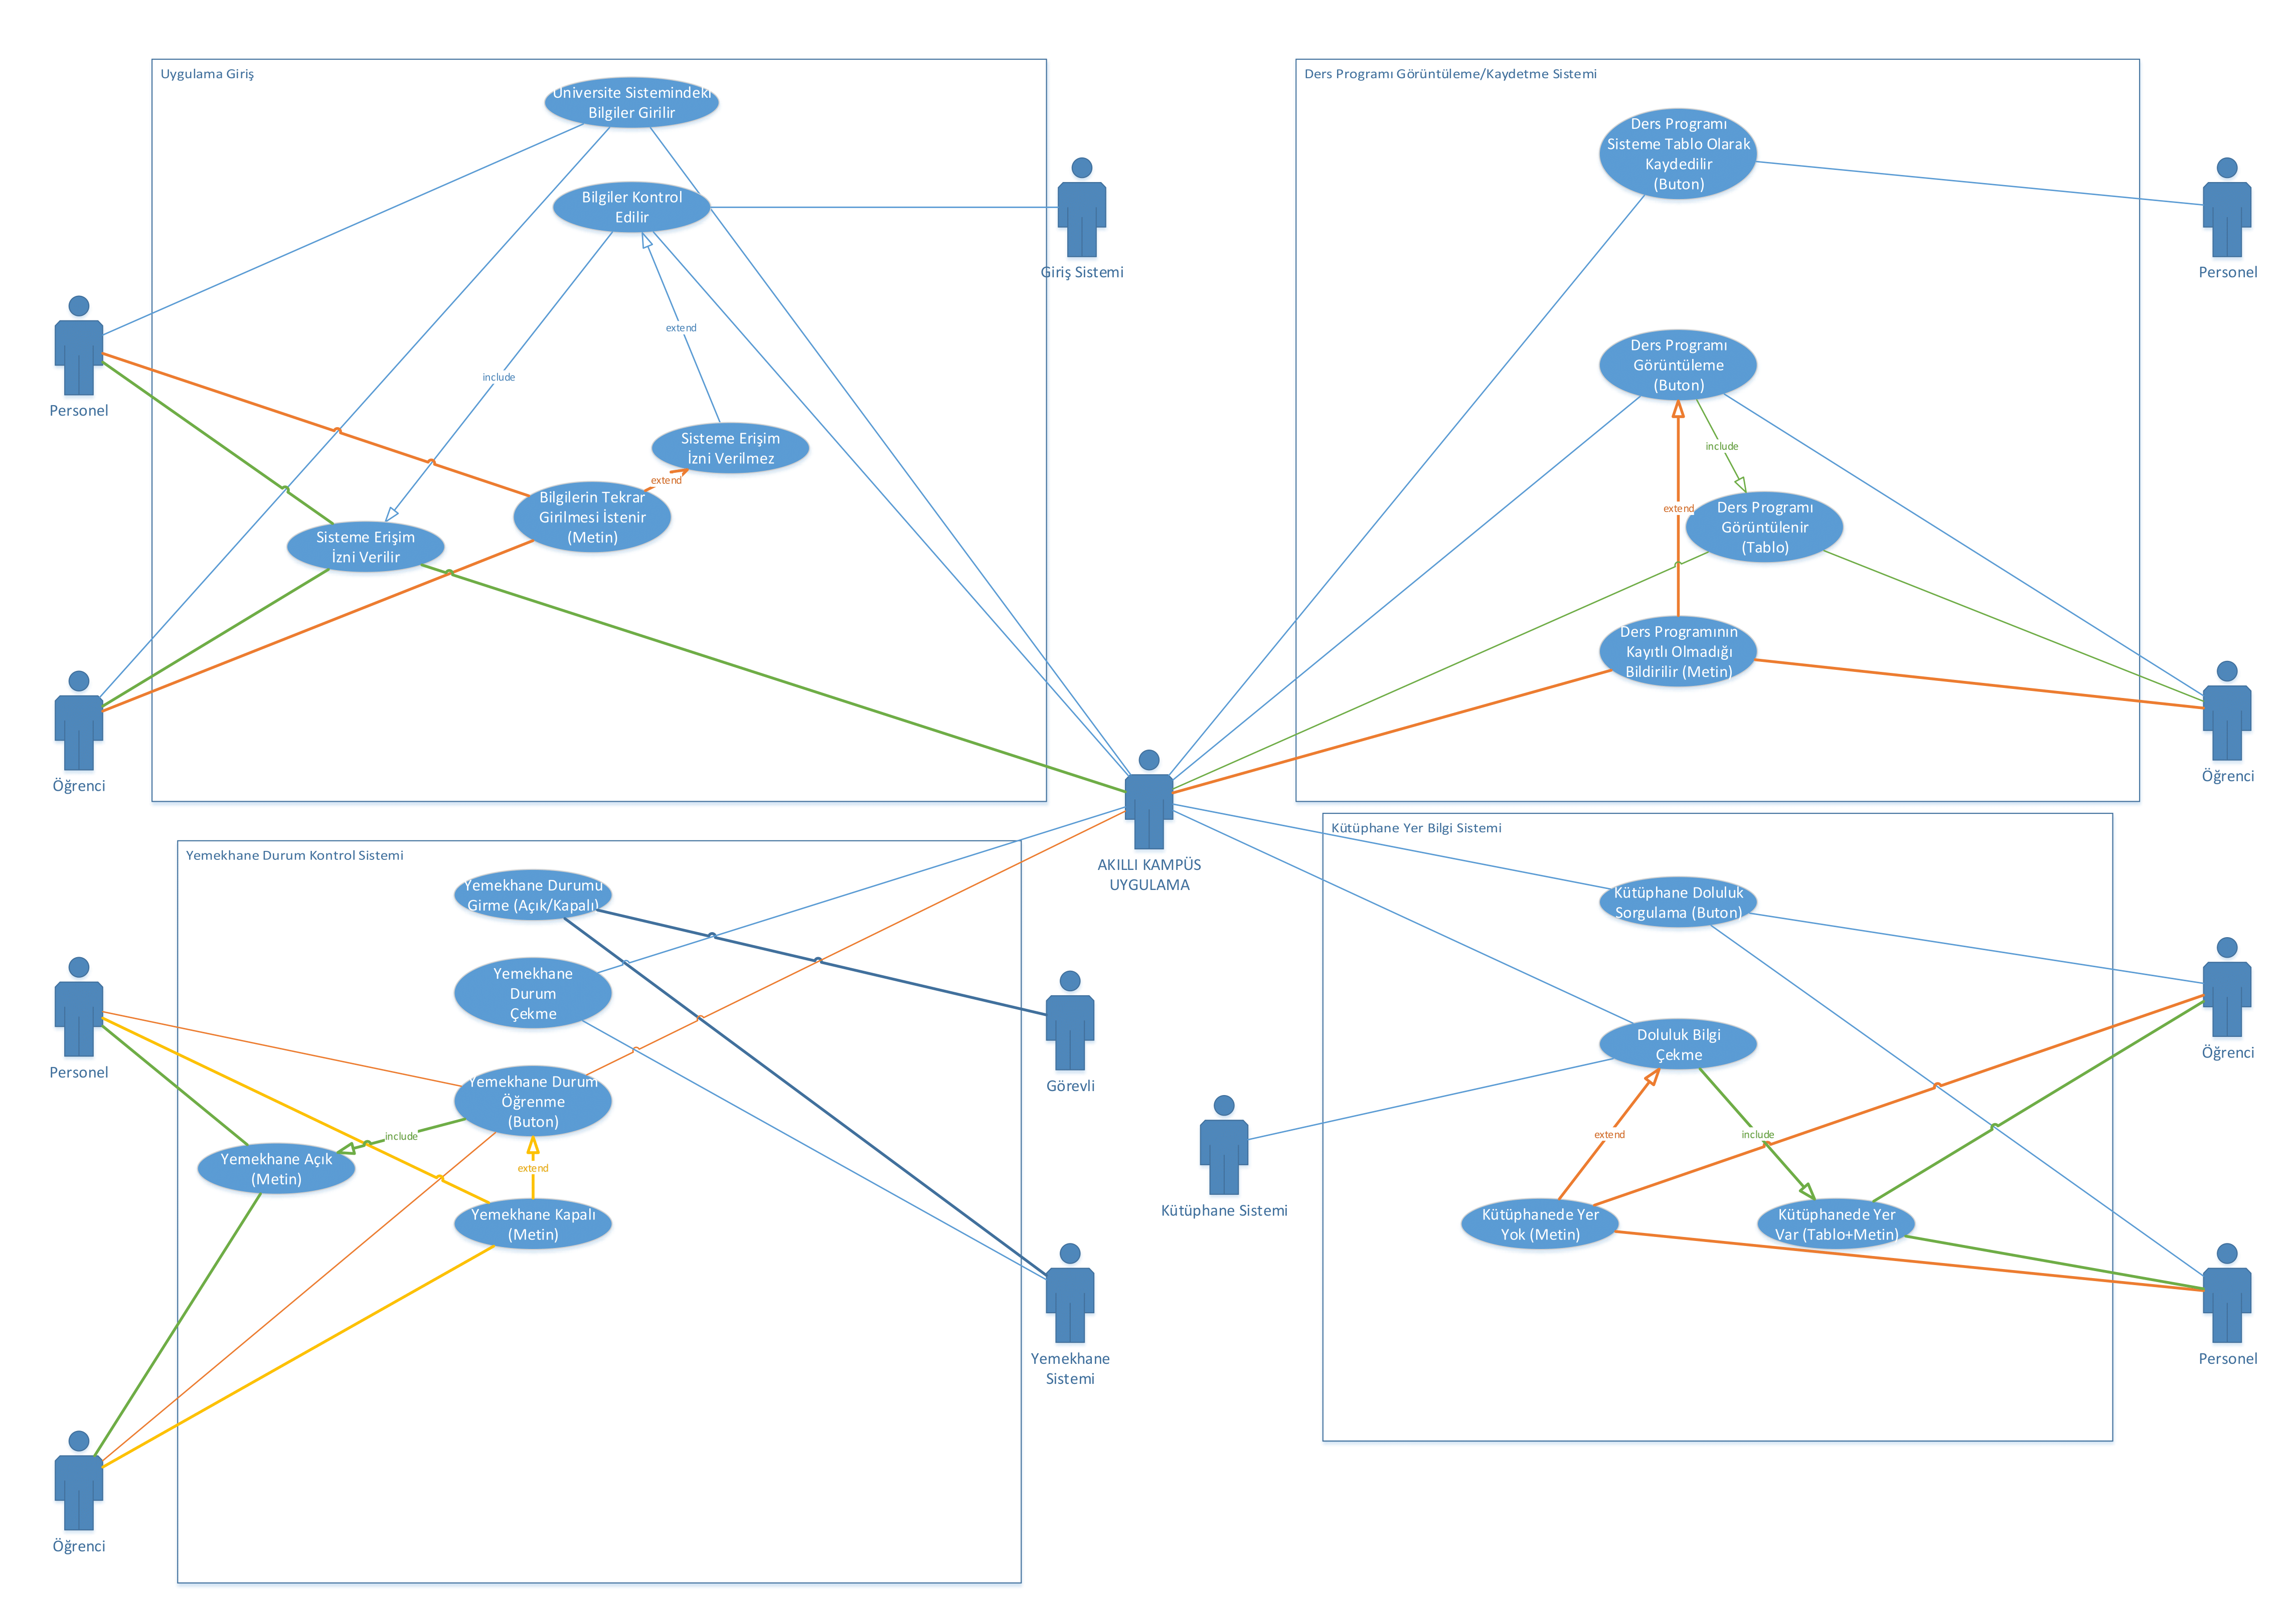 Uygulama Giriş
Üniversite Sistemindeki
Bilgiler Girilir
Bilgiler Kontrol
Edilir
Giriş Sistemi
extend
include
Personel
Sisteme Erişim
İzni Verilmez
extend
Bilgilerin Tekrar
Girilmesi İstenir
(Metin)
Sisteme Erişim
İzni Verilir
Öğrenci
Ders Programı Görüntüleme/Kaydetme Sistemi
Ders Programı
Sisteme Tablo Olarak
Kaydedilir
(Buton)
Personel
Ders Programı
Görüntüleme
(Buton)
include
extend
Ders Programı
Görüntülenir
(Tablo)
Ders Programının
Kayıtlı Olmadığı
Bildirilir (Metin)
Öğrenci
AKILLI KAMPÜS
UYGULAMA
Yemekhane Durum Kontrol Sistemi
Yemekhane Durumu
Girme (Açık/Kapalı)
Yemekhane
Durum
Çekme
Personel
Görevli
Yemekhane Durum
Öğrenme
(Buton)
include
Yemekhane Açık
(Metin)
extend
Yemekhane Kapalı
(Metin)
Yemekhane
Sistemi
Öğrenci
Kütüphane Yer Bilgi Sistemi
Kütüphane Doluluk
Sorgulama (Buton)
Öğrenci
Doluluk Bilgi
Çekme
extend
include
Kütüphane Sistemi
Kütüphanede Yer
Yok (Metin)
Kütüphanede Yer
Var (Tablo+Metin)
Personel